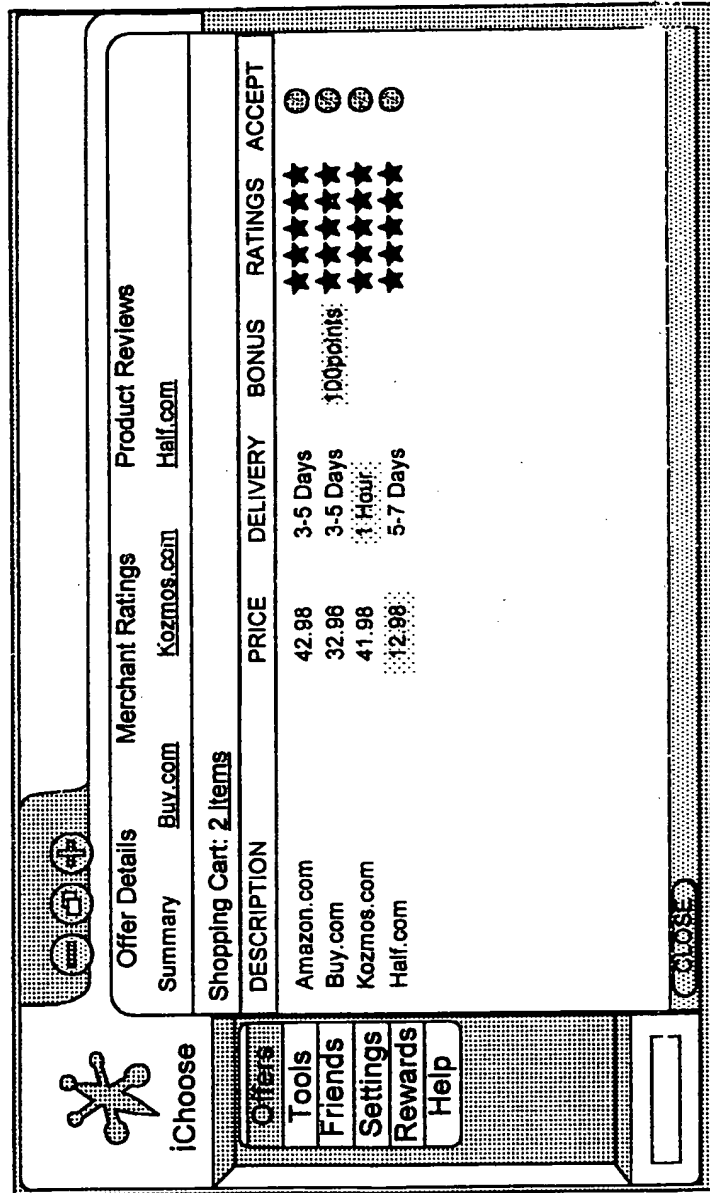 iChoose
Offers
Tools
Friends
Settings
Rewards
Help
Offer Details Merchant Ratings Product Reviews
Summary Buy.com Kozmos.com Half.com
Shopping Cart: 2 Items
DESCRIPTION PRICE DELIVERY BONUS RATINGS ACCEPT
Amazon.com 42.98 3-5 Days
Buy.com 32.96 3-5 Days 100points
Kozmos.com 41.98 1 Hour
Half.com 12.98 5-7 Days
CLOSE